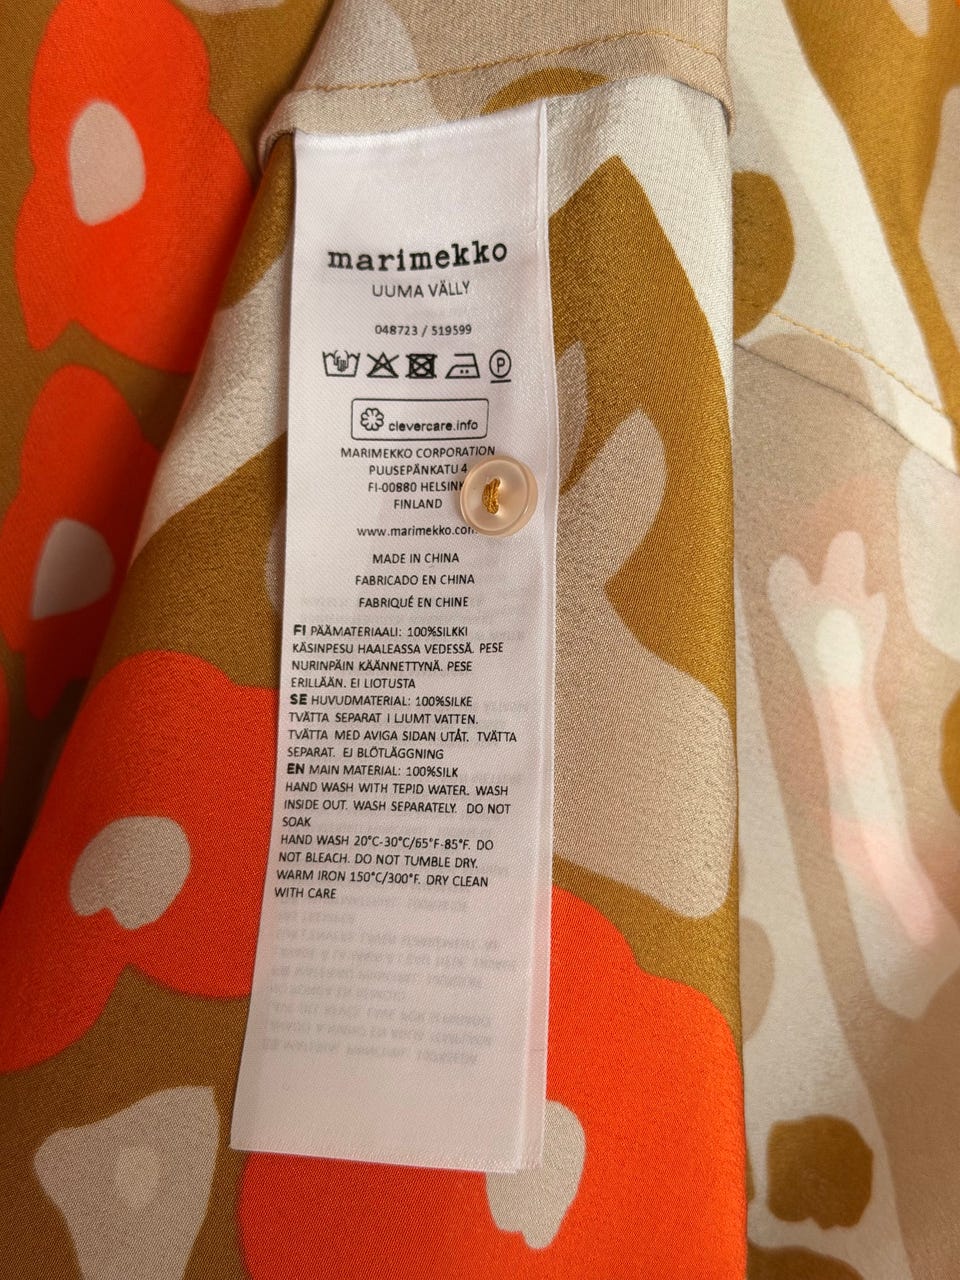 marimekko
UUMA VÄLLY
048723 / 519599
P
clevercare.info
MARIMEKKO CORPORATION
PUUSEPÄNKATU 4
FI-00880 HELSINK
FINLAND
www.marimekko.com
MADE IN CHINA
FABRICADO EN CHINA
FABRIQUÉ EN CHINE
FI PÄÄMATERIAALI: 100%SILKKI
KÄSINPESU HAALEASSA VEDESSÄ. PESE
NURINPÄIN KÄÄNNETTYNÄ. PESE
ERILLÄÄN. EI LIOTUSTA
SE HUVUDMATERIAL: 100%SILKE
TVÄTTA SEPARAT I LJUMT VATTEN.
TVÄTTA MED AVIGA SIDAN UTÅT. TVÄTTA
SEPARAT. EJ BLÖTLÄGGNING
EN MAIN MATERIAL: 100%SILK
HAND WASH WITH TEPID WATER. WASH
INSIDE OUT. WASH SEPARATELY. DO NOT
SOAK
HAND WASH 20°C-30°C/65°F-85°F. DO
NOT BLEACH. DO NOT TUMBLE DRY.
WARM IRON 150°C/300°F. DRY CLEAN
WITH CARE